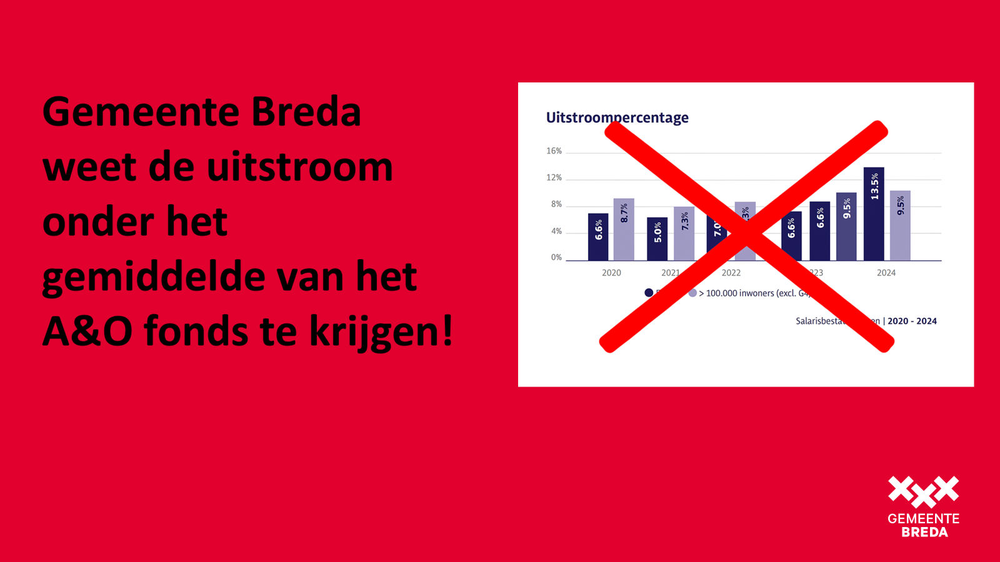 Gemeente Breda
weet de uitstroom
onder het
gemiddelde van het
A&O fonds te krijgen!
Uitstroompercentage
16%
12%
8%
4%
0%
6.6%
8.7%
5.0%
7.3%
6.6%
6.6%
9.5%
13.5%
9.5%
2020
2021
2022
2024
> 100.000 inwoners (excl. G4)
| 2020 - 2024
GEMEENTE
BREDA